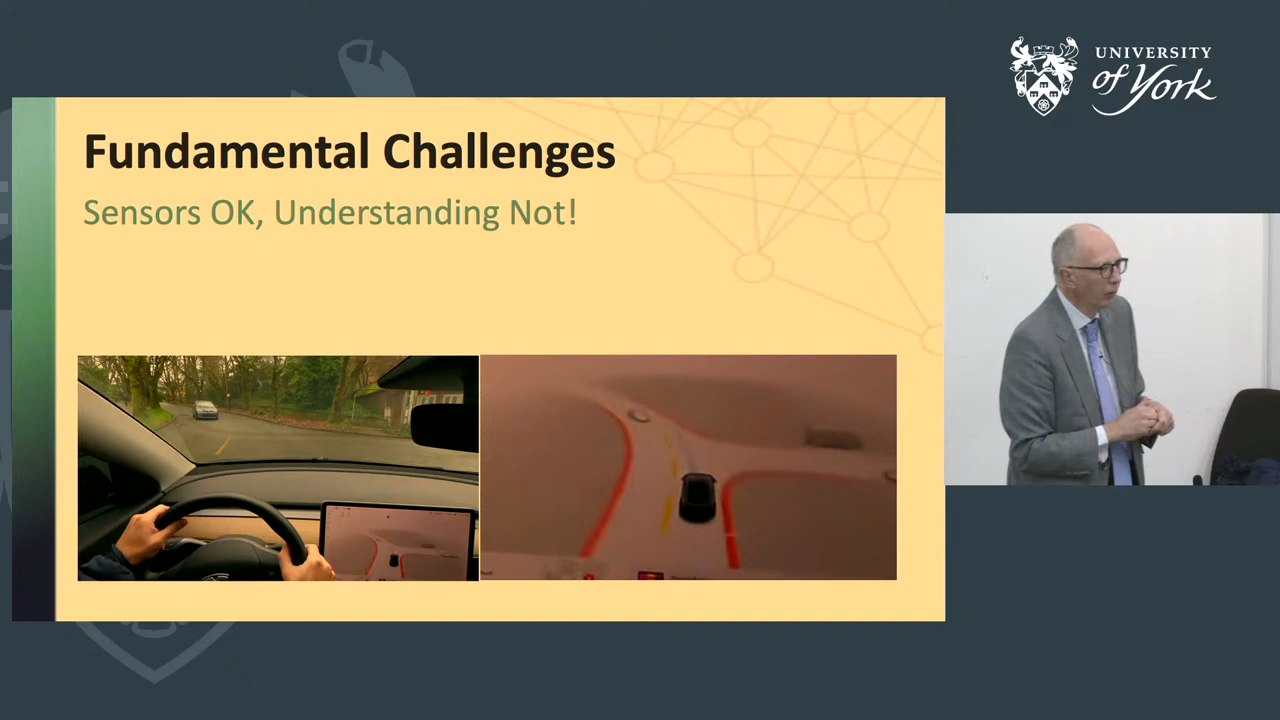 UNIVERSITY
of York
Fundamental Challenges
Sensors OK, Understanding Not!